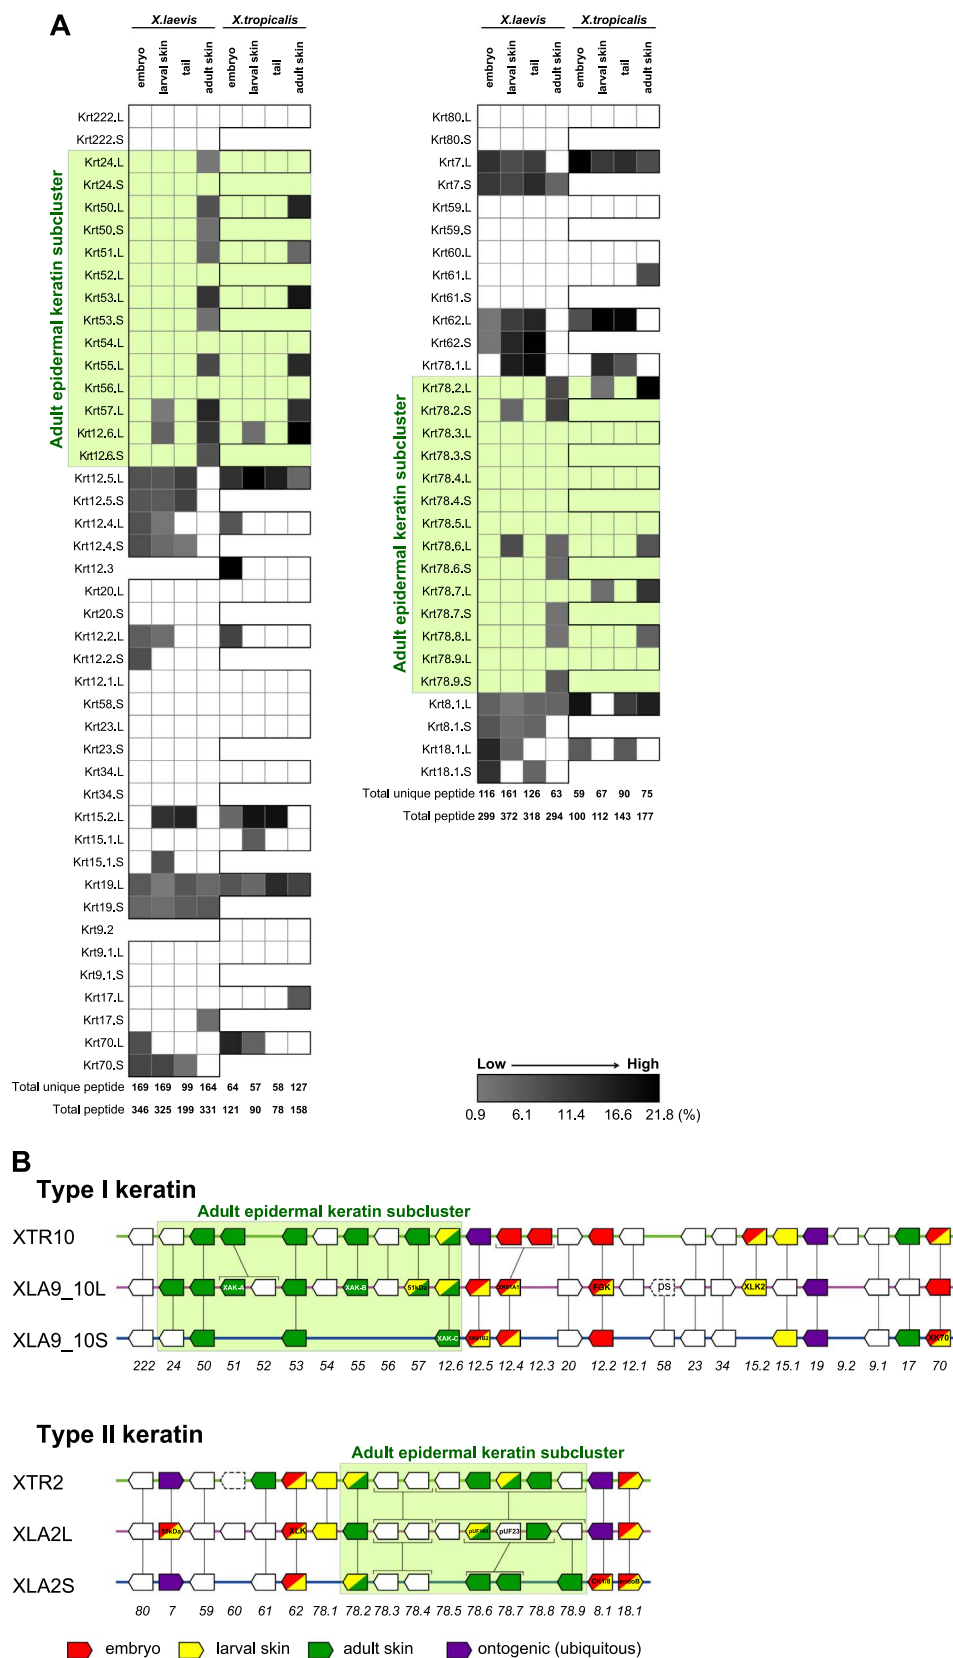 A
X.laevis X.tropicalis
embryo larval skin tail adult skin embryo larval skin tail adult skin
Adult epidermal keratin subcluster
Krt222.L
Krt222.S
Krt24.L
Krt24.S
Krt50.L
Krt50.S
Krt51.L
Krt52.L
Krt53.L
Krt53.S
Krt54.L
Krt55.L
Krt56.L
Krt57.L
Krt12.6.L
Krt12.6.S
Krt12.5.L
Krt12.5.S
Krt12.4.L
Krt12.4.S
Krt12.3
Krt20.L
Krt20.S
Krt12.2.L
Krt12.2.S
Krt12.1.L
Krt58.S
Krt23.L
Krt23.S
Krt34.L
Krt34.S
Krt15.2.L
Krt15.1.L
Krt15.1.S
Krt19.L
Krt19.S
Krt9.2
Krt9.1.L
Krt9.1.S
Krt17.L
Krt17.S
Krt70.L
Krt70.S
Total unique peptide 169 169 99 164 64 57 58 127
Total peptide 346 325 199 331 121 90 78 158
X.laevis X.tropicalis
embryo larval skin tail adult skin embryo larval skin tail adult skin
Krt80.L
Krt80.S
Krt7.L
Krt7.S
Krt59.L
Krt59.S
Krt60.L
Krt61.L
Krt61.S
Krt62.L
Krt62.S
Krt78.1.L
Adult epidermal keratin subcluster
Krt78.2.L
Krt78.2.S
Krt78.3.L
Krt78.3.S
Krt78.4.L
Krt78.4.S
Krt78.5.L
Krt78.6.L
Krt78.6.S
Krt78.7.L
Krt78.7.S
Krt78.8.L
Krt78.9.L
Krt78.9.S
Krt8.1.L
Krt8.1.S
Krt18.1.L
Krt18.1.S
Total unique peptide 116 161 126 63 59 67 90 75
Total peptide 299 372 318 294 100 112 143 177
Low High
0.9 6.1 11.4 16.6 21.8 (%)
B
Type I keratin
Adult epidermal keratin subcluster
XTR10
XLA9_10L XAK-A XAK-B 51kDa FGK ps XLK2
XLA9_10S XAK-C XK70
222 24 50 51 52 53 54 55 56 57 12.6 12.5 12.4 12.3 20 12.2 12.1 58 23 34 15.2 15.1 19 9.2 9.1 17 70
Type II keratin
Adult epidermal keratin subcluster
XTR2
XLA2L XLK pUF23
XLA2S
80 7 59 60 61 62 78.1 78.2 78.3 78.4 78.5 78.6 78.7 78.8 78.9 8.1 18.1
embryo larval skin adult skin ontogenic (ubiquitous)